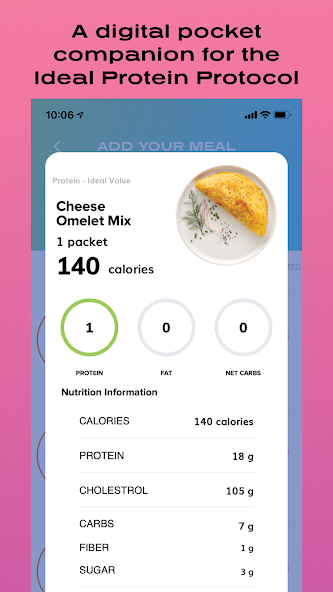 A digital pocket
companion for the
Ideal Protein Protocol
10:06
ADD YOUR MEAL
Protein - Ideal Value
Cheese
Omelet Mix
1 packet
140 calories
1
0
0
PROTEIN
FAT
NET CARBS
Nutrition Information
CALORIES 140 calories
PROTEIN 18 g
CHOLESTROL 105 g
CARBS 7 g
FIBER 1 g
SUGAR 3 g